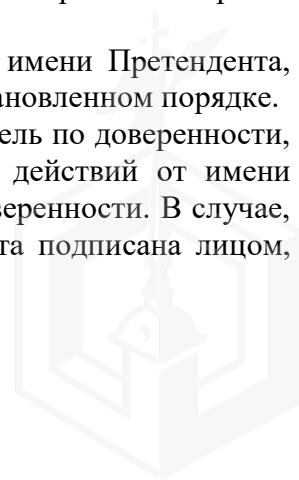 имени Претендента,
ановленном порядке.
ель по доверенности,
действий от имени
веренности. В случае,
та подписана лицом,